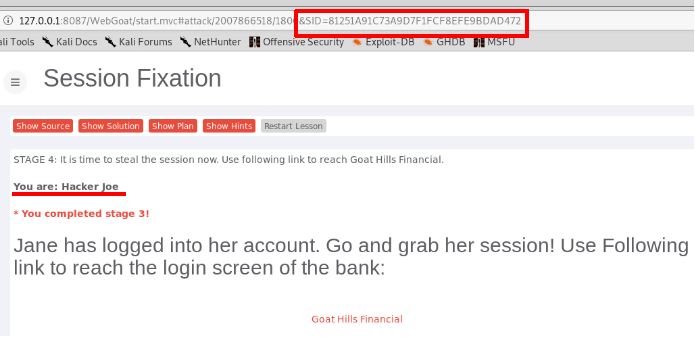 127.0.0.1:8087/WebGoat/start.mvc#attack/2007866518/180&SID=81251A91C73A9D7F1FCF8EFE9BDAD472
ali Tools Kali Docs Kali Forums NetHunter Offensive Security Exploit-DB GHDB MSFU
Session Fixation
Show Source Show Solution Show Plan Show Hints Restart Lesson
STAGE 4: It is time to steal the session now. Use following link to reach Goat Hills Financial.
You are: Hacker Joe
* You completed stage 3!
Jane has logged into her account. Go and grab her session! Use Following
link to reach the login screen of the bank:
Goat Hills Financial